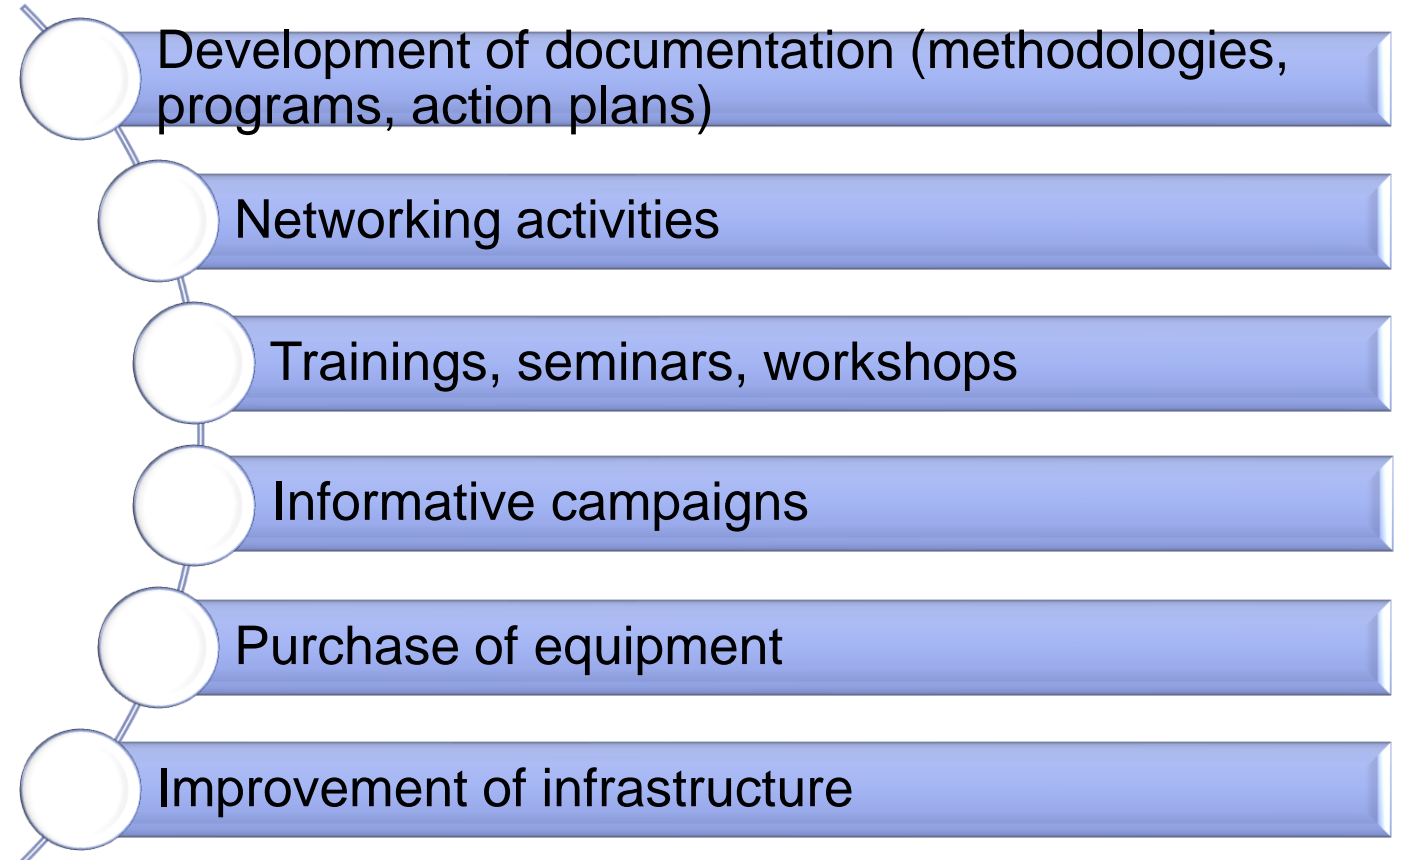 Development of documentation (methodologies,
programs, action plans)
Networking activities
Trainings, seminars, workshops
Informative campaigns
Purchase of equipment
Improvement of infrastructure